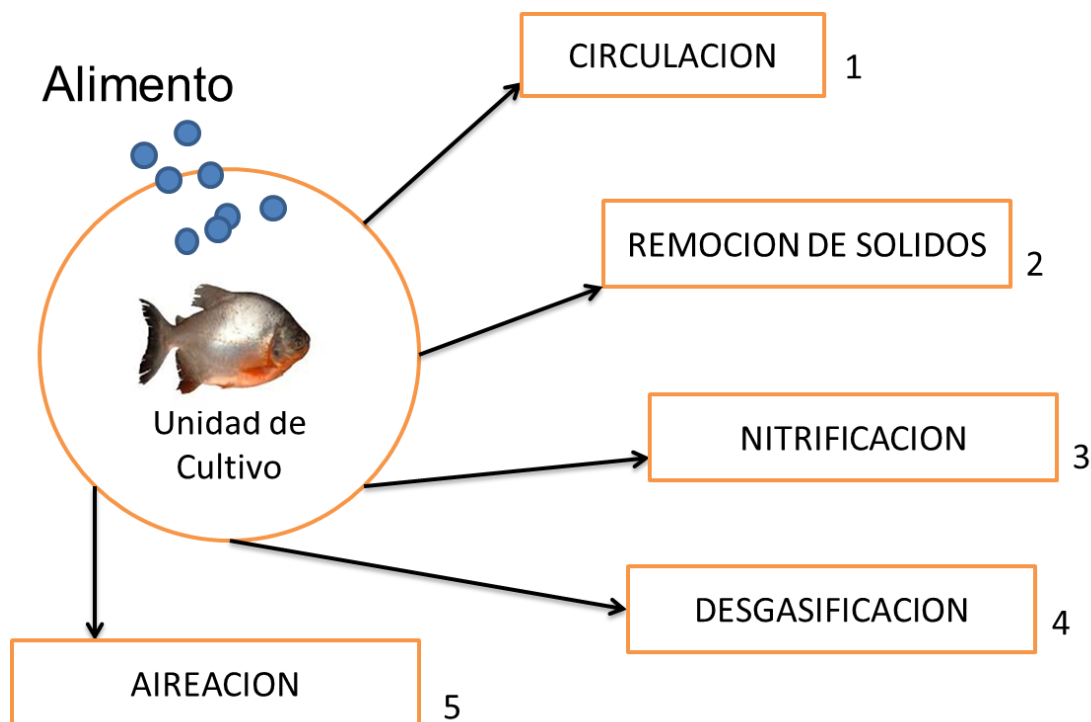 Alimento
CIRCULACION
1
REMOCION DE SOLIDOS
2
Unidad de
Cultivo
NITRIFICACION
3
DESGASIFICACION
4
AIREACION
5